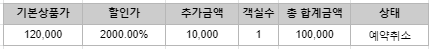 기본상품가 할인가 추가금액 객실수 총 합계금액 상태
120,000 2000.00% 10,000 1 100,000 예약취소